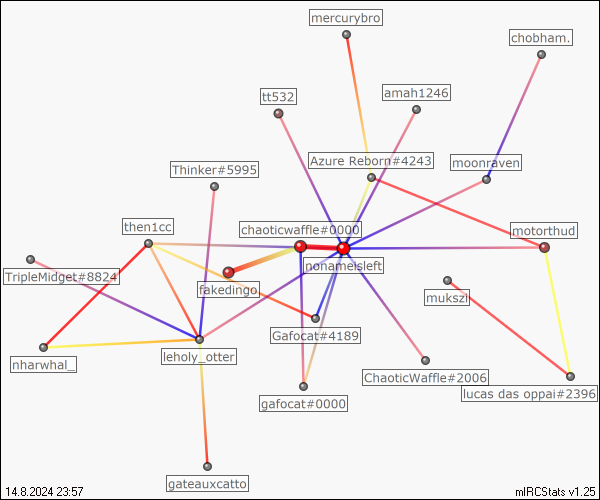 mercurybro
chobham.
tt532
amah1246
Azure Reborn#4243
moonraven
Thinker#5995
then1cc
chaoticwaffle#0000
motorthud
nonameisleft
TripleMidget#8824
fakedingo
mukszi
Gafocat#4189
nharwhal_
leholy_otter
ChaoticWaffle#2006
lucas das oppai#2396
gafocat#0000
gateauxcatto
14.8.2024 23:57
mIRCStats v1.25